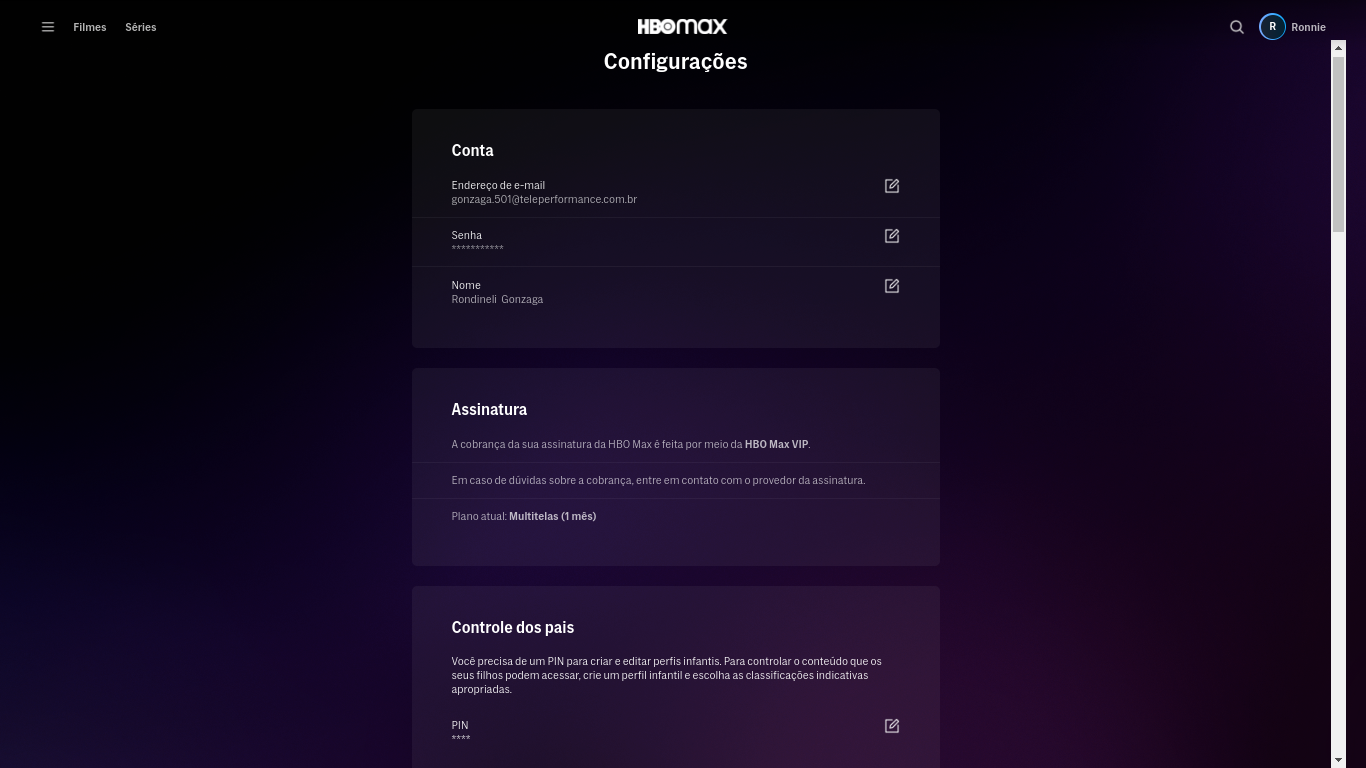 Filmes Séries HBOMAX R Ronnie
Configurações
Conta
Endereço de e-mail
gonzaga.501@teleperformance.com.br
Senha
***********
Nome
Rondineli Gonzaga
Assinatura
A cobrança da sua assinatura da HBO Max é feita por meio da HBO Max VIP.
Em caso de dúvidas sobre a cobrança, entre em contato com o provedor da assinatura.
Plano atual: Multitelas (1 mês)
Controle dos pais
Você precisa de um PIN para criar e editar perfis infantis. Para controlar o conteúdo que os
seus filhos podem acessar, crie um perfil infantil e escolha as classificações indicativas
apropriadas.
PIN
****